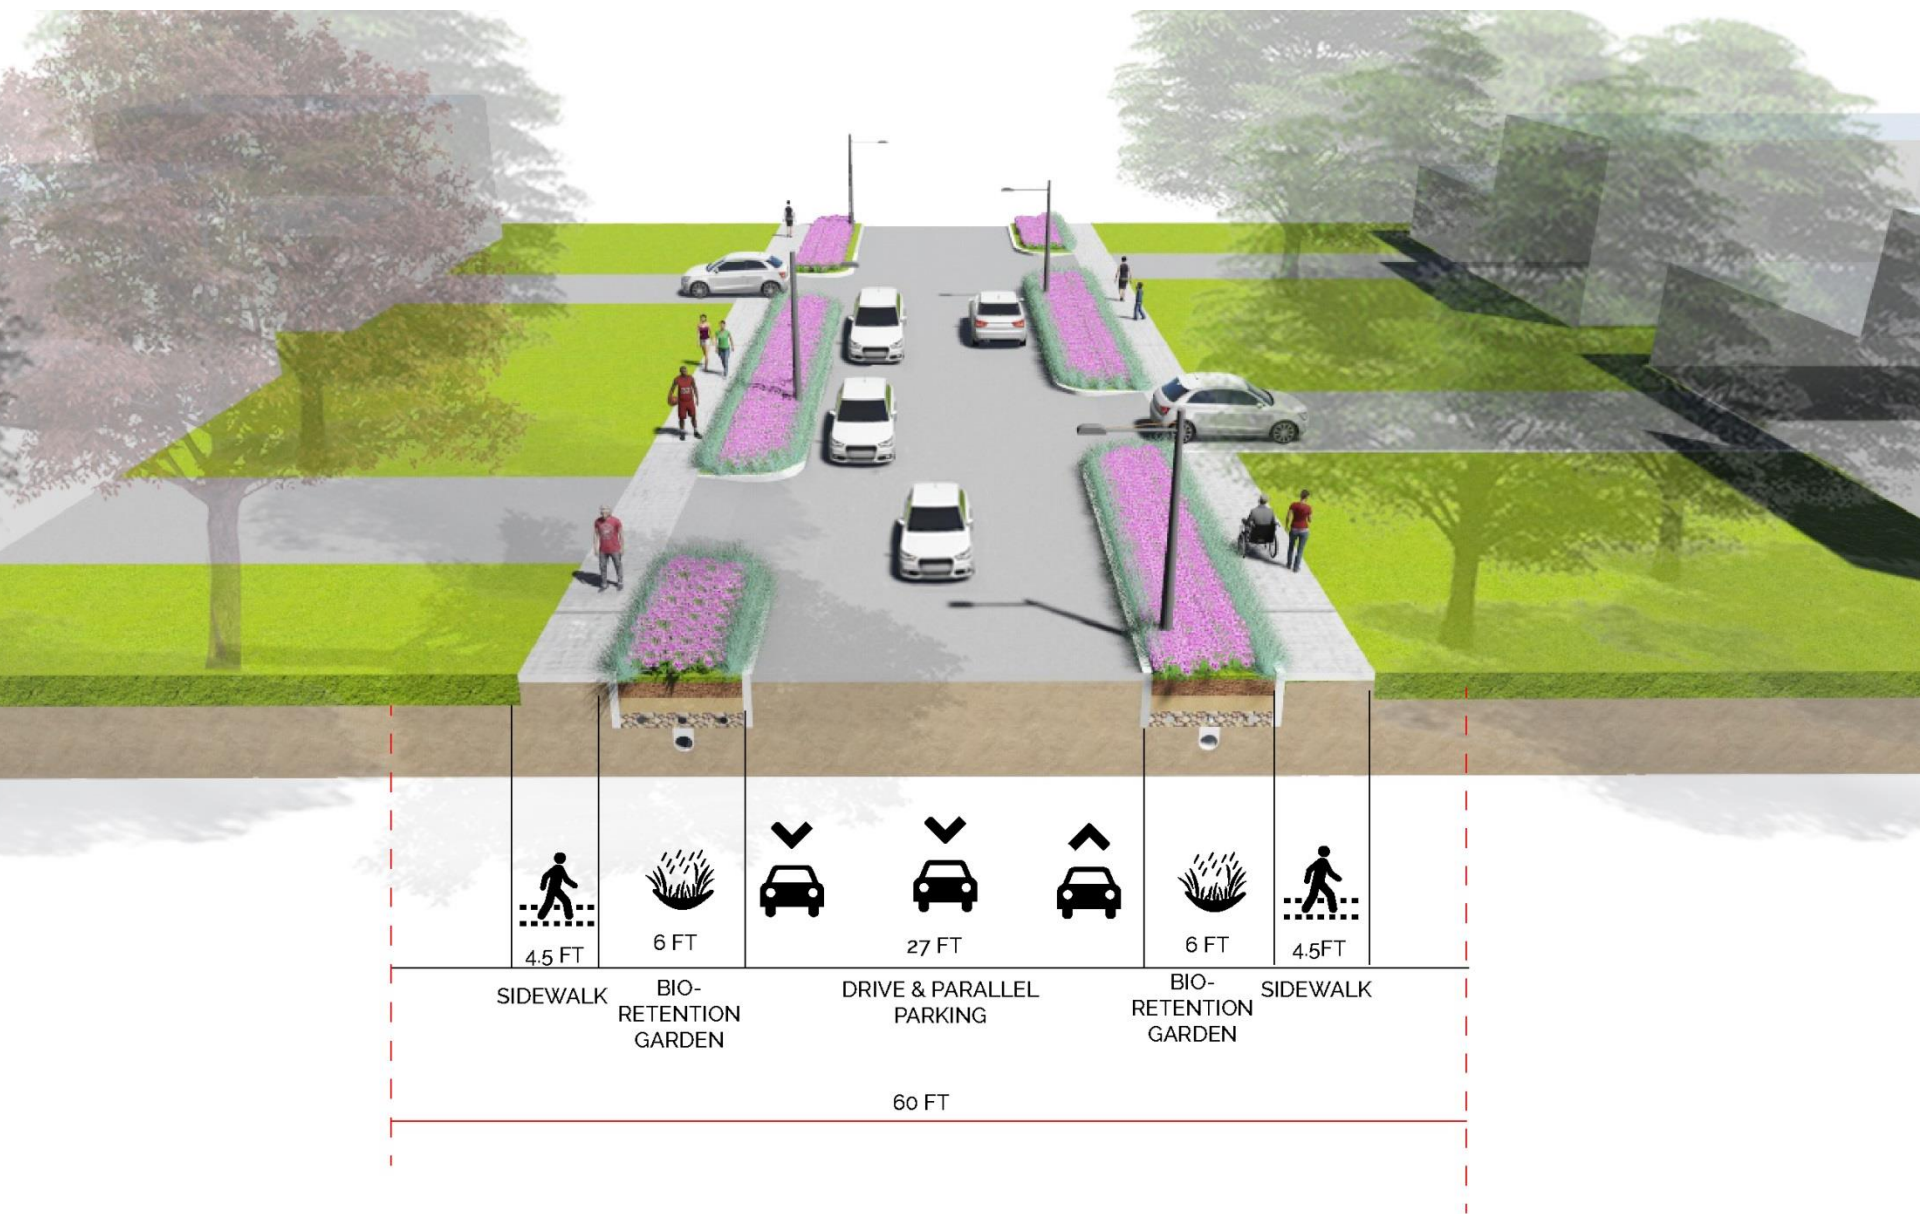 4.5 FT
6 FT
27 FT
6 FT
4.5FT
SIDEWALK
BIO-
RETENTION
GARDEN
DRIVE & PARALLEL
PARKING
BIO-
RETENTION
GARDEN
SIDEWALK
60 FT